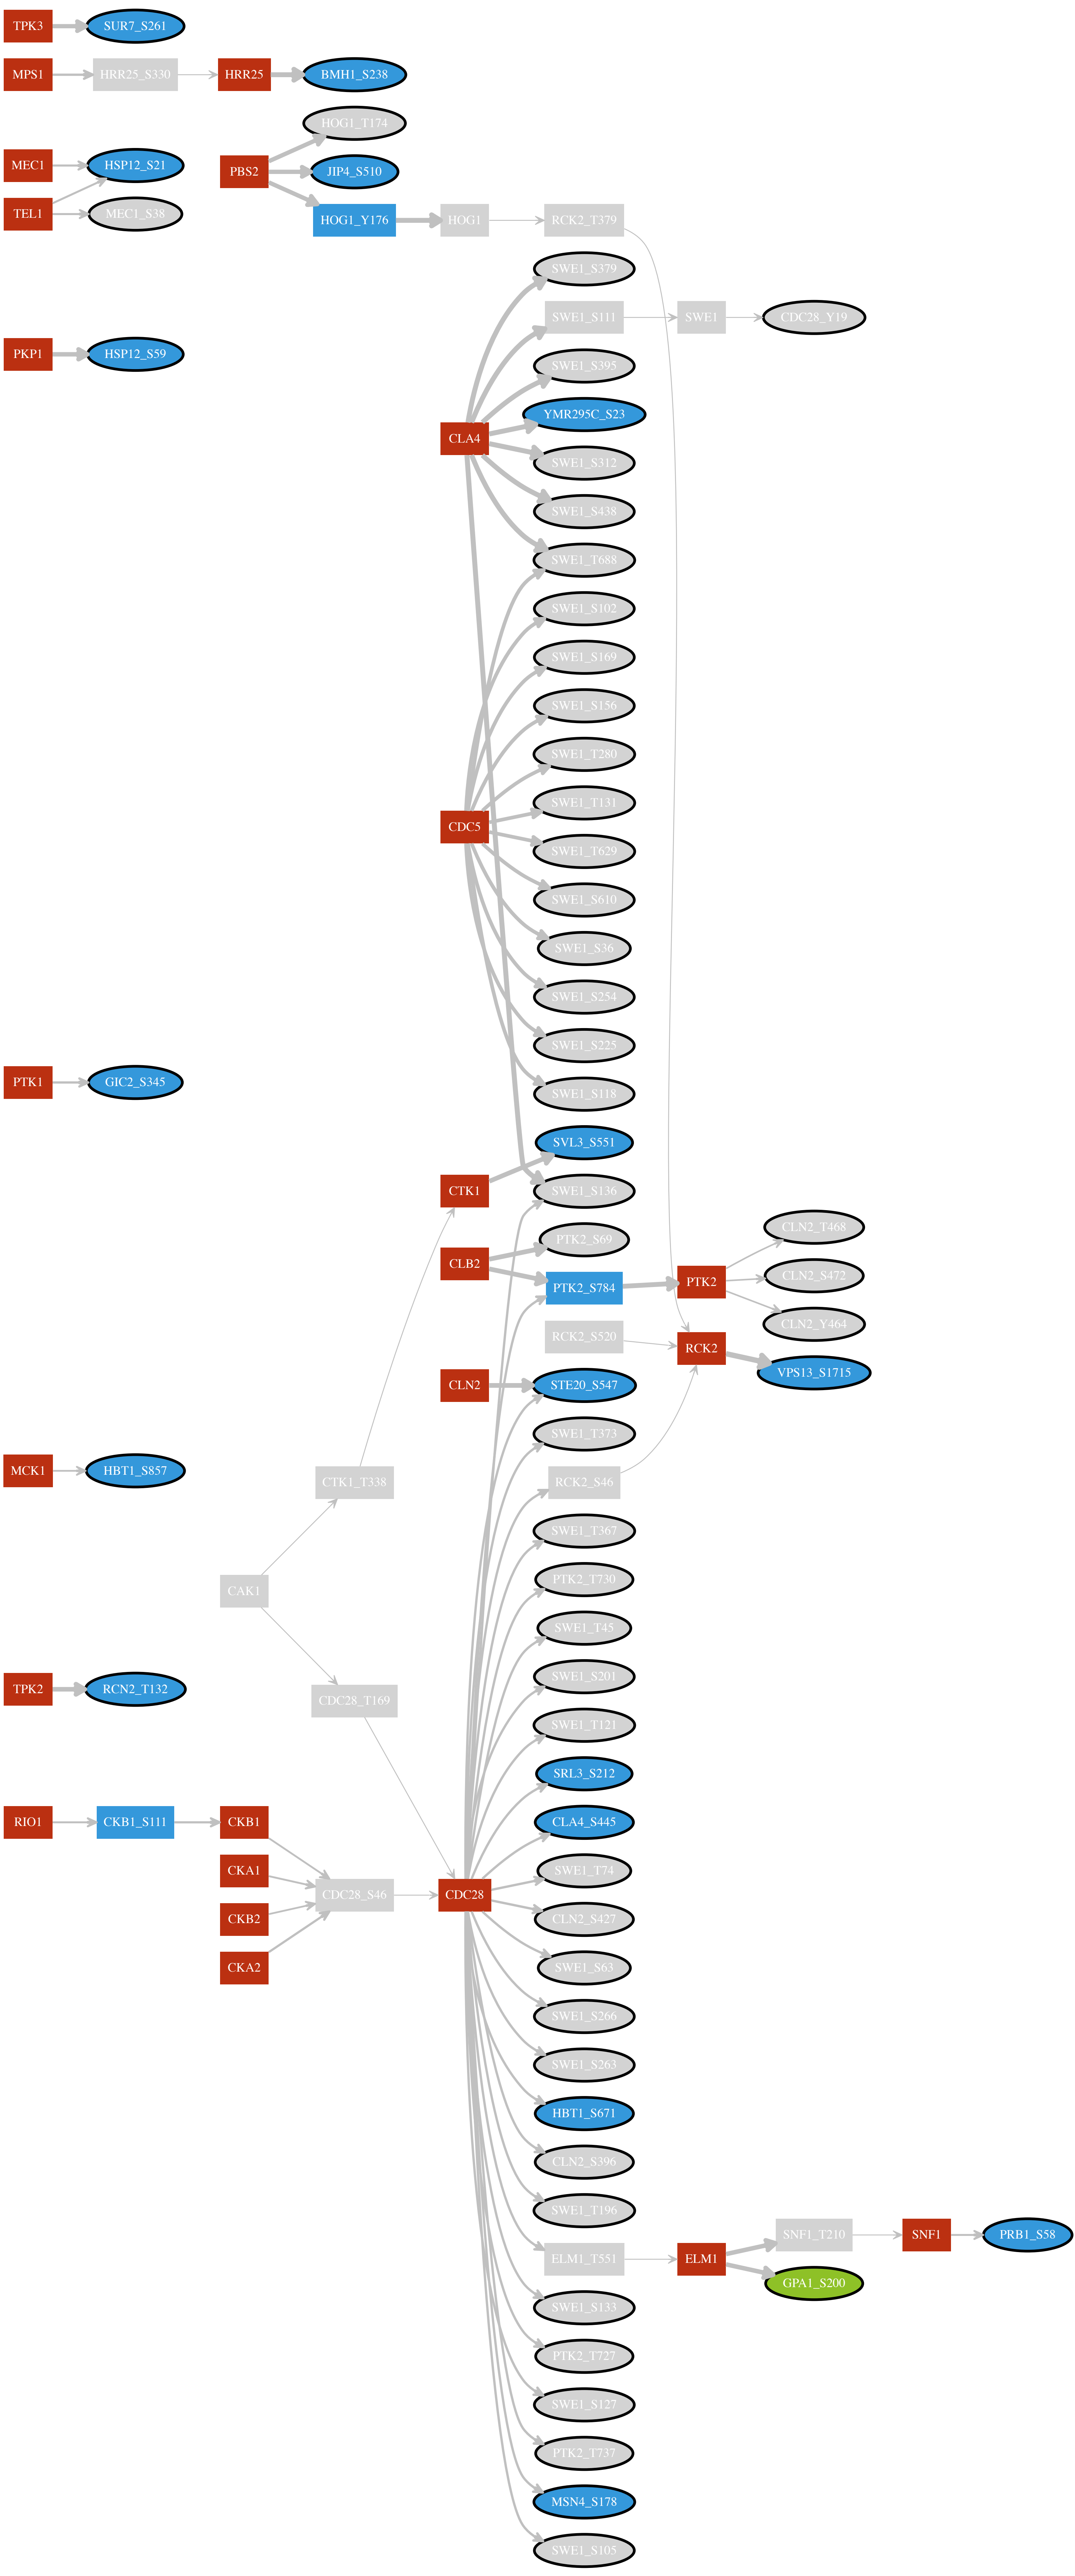 TPK3
SUR7_S261
MPS1
HRR25_S330
HRR25
BMH1_S238
HOG1_T174
MEC1
HSP12_S21
PBS2
JIP4_S510
TEL1
MEC1_S38
HOG1_Y176
HOG1
RCK2_T379
SWE1_S379
SWE1_S111
SWE1
CDC28_Y19
PKP1
HSP12_S59
SWE1_S395
YMR295C_S23
CLA4
SWE1_S312
SWE1_S438
SWE1_T688
SWE1_S102
SWE1_S169
SWE1_S156
SWE1_T280
SWE1_T131
CDC5
SWE1_T629
SWE1_S610
SWE1_S36
SWE1_S254
SWE1_S225
PTK1
GIC2_S345
SWE1_S118
SVL3_S551
CTK1
SWE1_S136
CLN2_T468
PTK2_S69
CLB2
PTK2_S784
PTK2
CLN2_S472
CLN2_Y464
RCK2_S520
RCK2
VPS13_S1715
CLN2
STE20_S547
SWE1_T373
MCK1
HBT1_S857
CTK1_T338
RCK2_S46
SWE1_T367
PTK2_T730
CAK1
SWE1_T45
SWE1_S201
TPK2
RCN2_T132
CDC28_T169
SWE1_T121
SRL3_S212
RIO1
CKB1_S111
CKB1
CLA4_S445
CKA1
SWE1_T74
CDC28_S46
CDC28
CKB2
CLN2_S427
CKA2
SWE1_S63
SWE1_S266
SWE1_S263
HBT1_S671
CLN2_S396
SWE1_T196
SNF1_T210
SNF1
PRB1_S58
ELM1_T551
ELM1
GPA1_S200
SWE1_S133
PTK2_T727
SWE1_S127
PTK2_T737
MSN4_S178
SWE1_S105